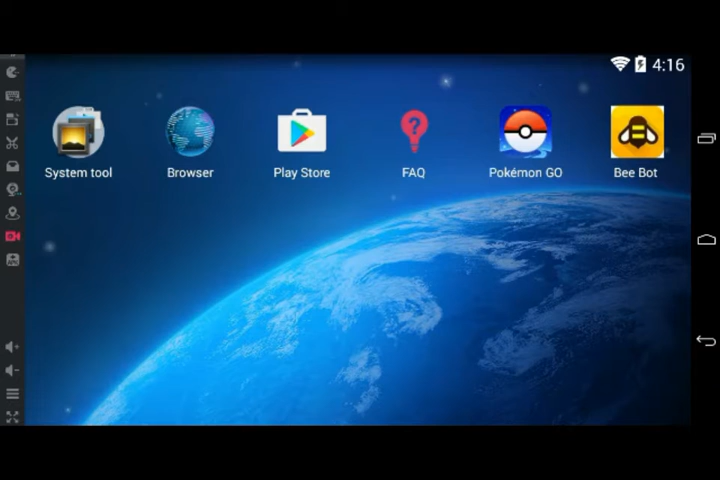 4:16
System tool
Browser
Play Store
FAQ
Pokémon GO
Bee Bot